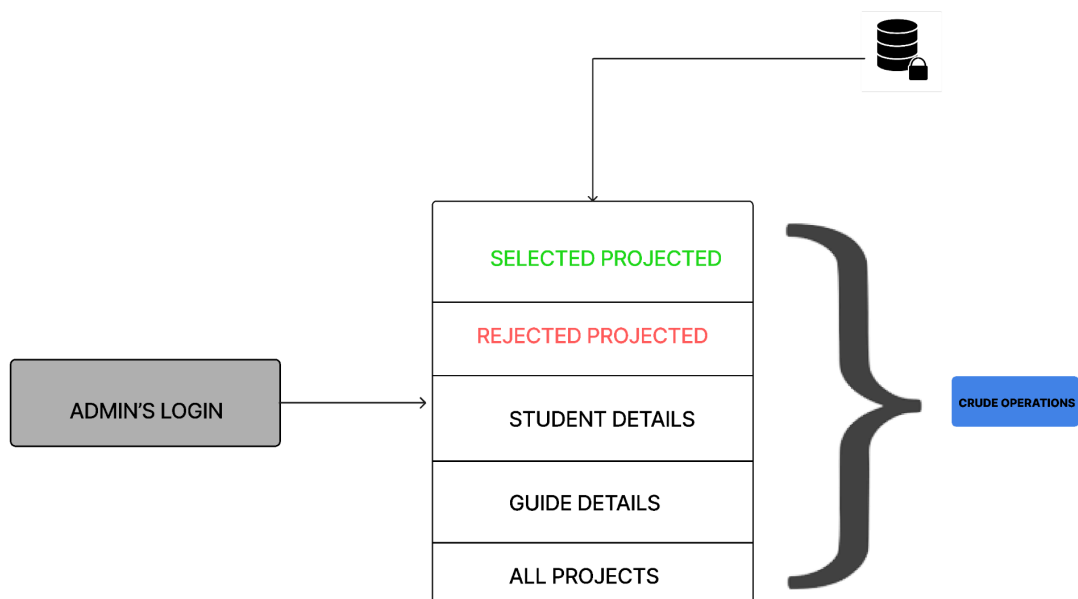 SELECTED PROJECTED
REJECTED PROJECTED
ADMIN'S LOGIN
STUDENT DETAILS
CRUDE OPERATIONS
GUIDE DETAILS
ALL PROJECTS